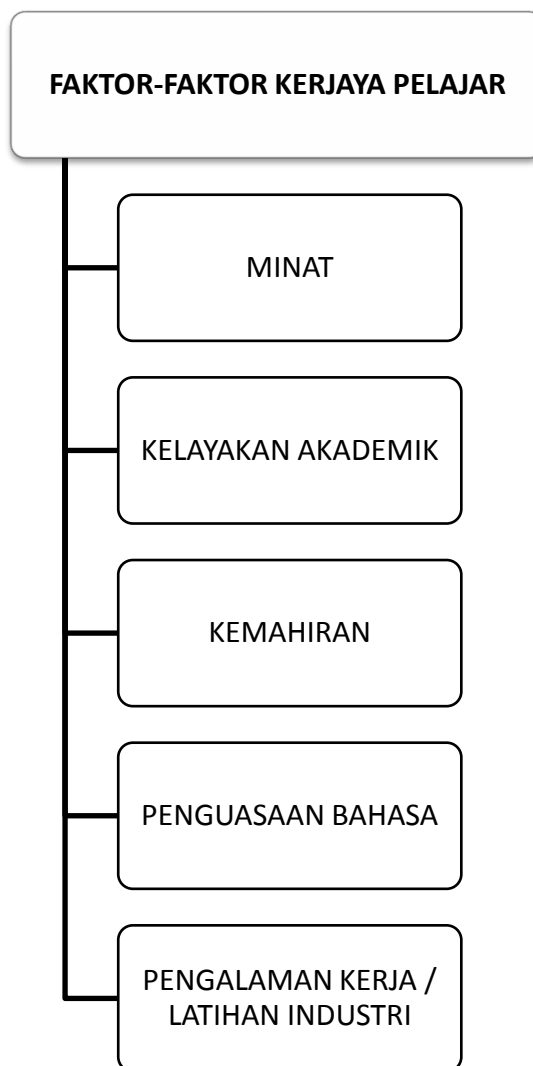 FAKTOR-FAKTOR KERJAYA PELAJAR
MINAT
KELAYAKAN AKADEMIK
KEMAHIRAN
PENGUASAAN BAHASA
PENGALAMAN KERJA /
LATIHAN INDUSTRI